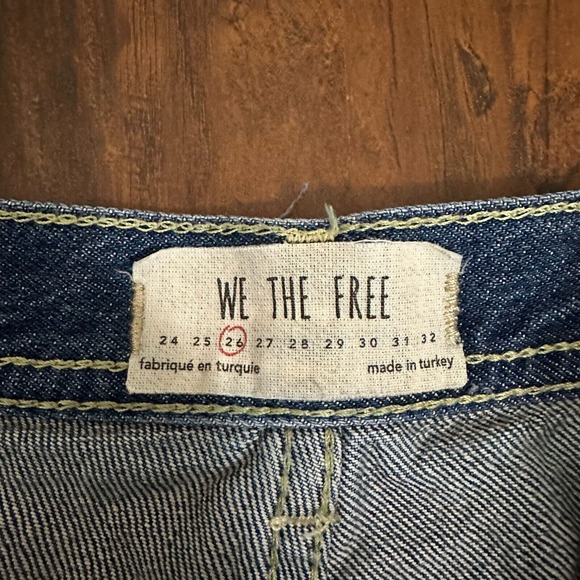 WE THE FREE
24 25 26 27 28 29 30 31 32
fabriqué en turquie made in turkey